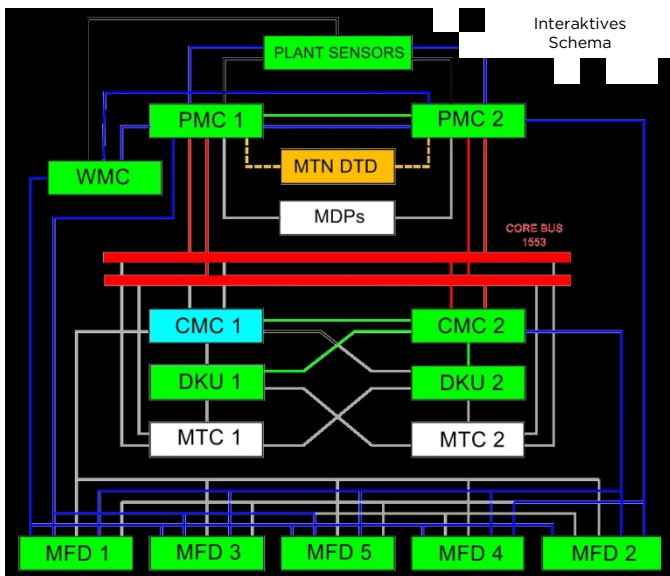 Interaktives
Schema
PLANT SENSORS
PMC 1
PMC 2
MTN DTD
WMC
MDPs
CORE BUS
1553
CMC 1
CMC 2
DKU 1
DKU 2
MTC 1
MTC 2
MFD 1
MFD 3
MFD 5
MFD 4
MFD 2